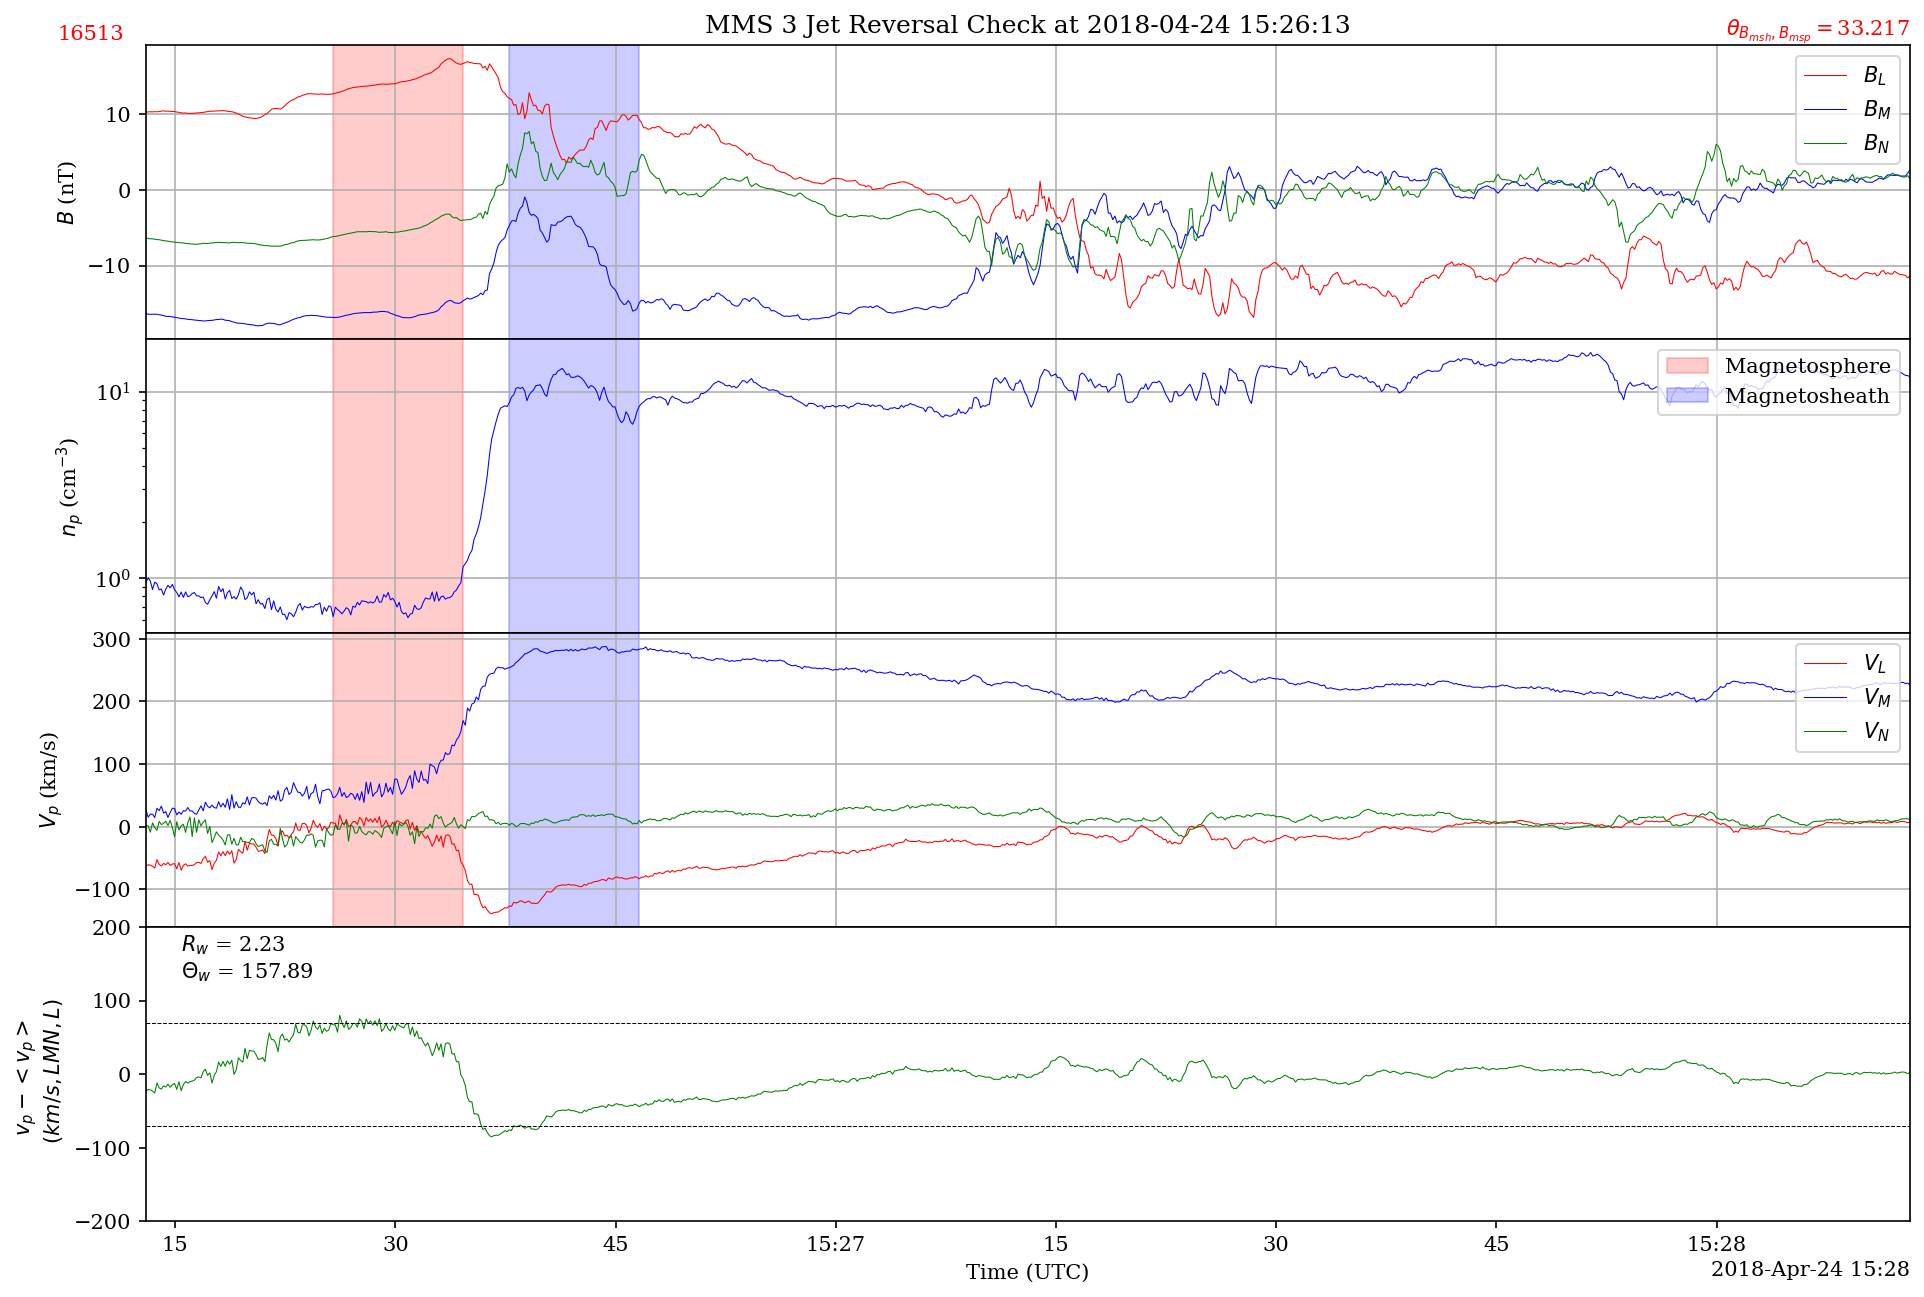 MMS 3 Jet Reversal Check at 2018-04-24 15:26:13
16513
θ_{B_{msh}, B_{msp}} = 33.217
10
0
−10
B (nT)
B_L
B_M
B_N
10^1
10^0
n_p (cm^{−3})
Magnetosphere
Magnetosheath
300
200
100
0
−100
V_p (km/s)
V_L
V_M
V_N
200
100
0
−100
−200
v_p − < v_p >
(km/s, LMN, L)
R_w = 2.23
Θ_w = 157.89
15 30 45 15:27 15 30 45 15:28
Time (UTC)
2018-Apr-24 15:28